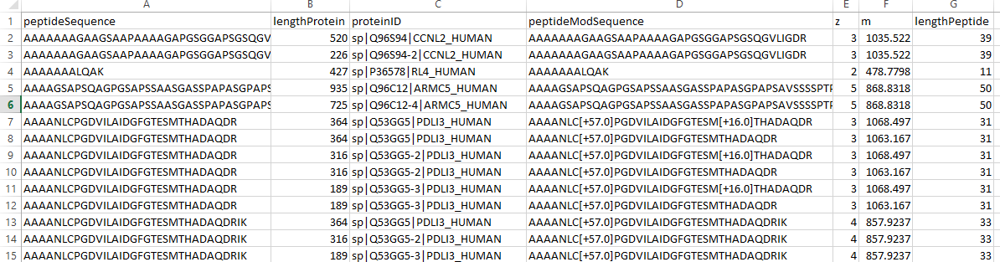 A B C D E F G
1 peptideSequence lengthProtein proteinID peptideModSequence z m lengthPeptide
2 AAAAAAAGAAGSAAPAAAAGAPGSGGAPSGSQGV 520 sp|Q96S94|CCNL2_HUMAN AAAAAAAGAAGSAAPAAAAGAPGSGGAPSGSQGVLIGDR 3 1035.522 39
3 AAAAAAAGAAGSAAPAAAAGAPGSGGAPSGSQGV 226 sp|Q96S94-2|CCNL2_HUMAN AAAAAAAGAAGSAAPAAAAGAPGSGGAPSGSQGVLIGDR 3 1035.522 39
4 AAAAAAALQAK 427 sp|P36578|RL4_HUMAN AAAAAAALQAK 2 478.7798 11
5 AAAAGSAPSQAGPGSAPSSAASGASSPAPASGPAPS 935 sp|Q96C12|ARMC5_HUMAN AAAAGSAPSQAGPGSAPSSAASGASSPAPASGPAPSAVSSSSPTP 5 868.8318 50
6 AAAAGSAPSQAGPGSAPSSAASGASSPAPASGPAPS 725 sp|Q96C12-4|ARMC5_HUMAN AAAAGSAPSQAGPGSAPSSAASGASSPAPASGPAPSAVSSSSPTP 5 868.8318 50
7 AAAANLCPGDVILAIDGFGTESMTHADAQDR 364 sp|Q53GG5|PDLI3_HUMAN AAAANLC[+57.0]PGDVILAIDGFGTESM[+16.0]THADAQDR 3 1068.497 31
8 AAAANLCPGDVILAIDGFGTESMTHADAQDR 364 sp|Q53GG5|PDLI3_HUMAN AAAANLC[+57.0]PGDVILAIDGFGTESMTHADAQDR 3 1063.167 31
9 AAAANLCPGDVILAIDGFGTESMTHADAQDR 316 sp|Q53GG5-2|PDLI3_HUMAN AAAANLC[+57.0]PGDVILAIDGFGTESM[+16.0]THADAQDR 3 1068.497 31
10 AAAANLCPGDVILAIDGFGTESMTHADAQDR 316 sp|Q53GG5-2|PDLI3_HUMAN AAAANLC[+57.0]PGDVILAIDGFGTESMTHADAQDR 3 1063.167 31
11 AAAANLCPGDVILAIDGFGTESMTHADAQDR 189 sp|Q53GG5-3|PDLI3_HUMAN AAAANLC[+57.0]PGDVILAIDGFGTESM[+16.0]THADAQDR 3 1068.497 31
12 AAAANLCPGDVILAIDGFGTESMTHADAQDR 189 sp|Q53GG5-3|PDLI3_HUMAN AAAANLC[+57.0]PGDVILAIDGFGTESMTHADAQDR 3 1063.167 31
13 AAAANLCPGDVILAIDGFGTESMTHADAQDRIK 364 sp|Q53GG5|PDLI3_HUMAN AAAANLC[+57.0]PGDVILAIDGFGTESMTHADAQDRIK 4 857.9237 33
14 AAAANLCPGDVILAIDGFGTESMTHADAQDRIK 316 sp|Q53GG5-2|PDLI3_HUMAN AAAANLC[+57.0]PGDVILAIDGFGTESMTHADAQDRIK 4 857.9237 33
15 AAAANLCPGDVILAIDGFGTESMTHADAQDRIK 189 sp|Q53GG5-3|PDLI3_HUMAN AAAANLC[+57.0]PGDVILAIDGFGTESMTHADAQDRIK 4 857.9237 33